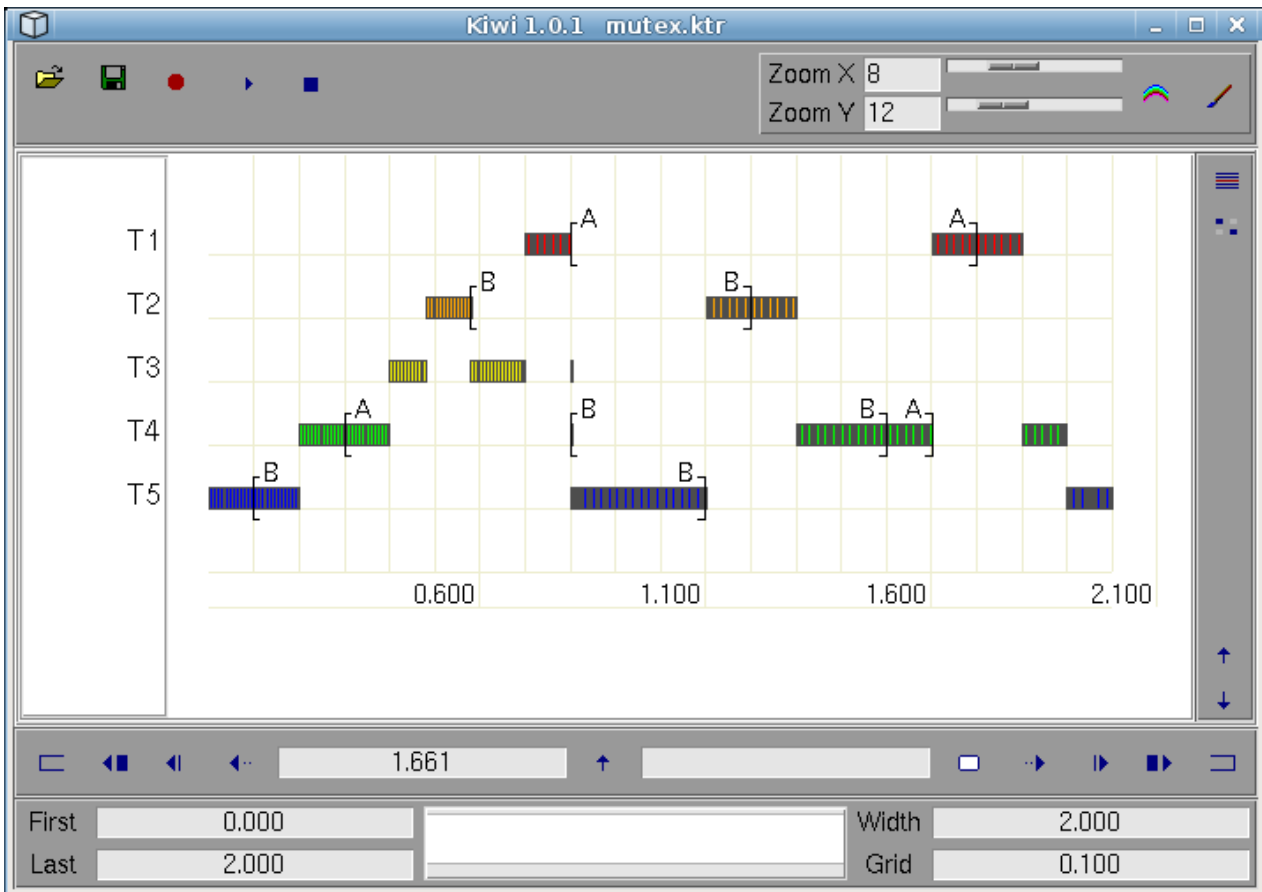 Kiwi 1.0.1 mutex.ktr
Zoom X 8
Zoom Y 12
A A
T1
B B
T2
T3
A B B A
T4
B B
T5
0.600 1.100 1.600 2.100
1.661
First 0.000 Width 2.000
Last 2.000 Grid 0.100